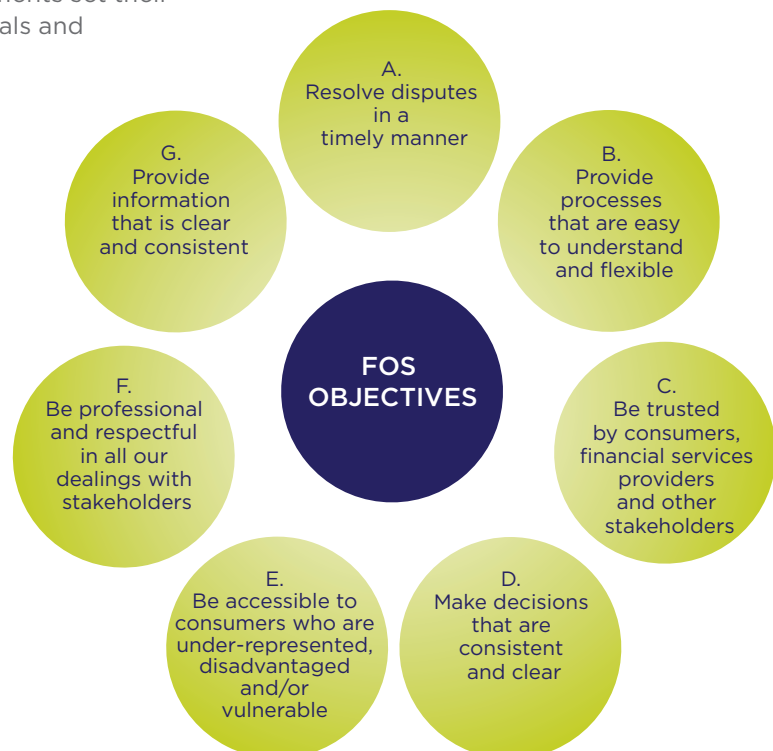 als and
A.
Resolve disputes
in a
timely manner
G.
Provide
information
that is clear
and consistent
B.
Provide
processes
that are easy
to understand
and flexible
FOS
OBJECTIVES
F.
Be professional
and respectful
in all our
dealings with
stakeholders
C.
Be trusted
by consumers,
financial services
providers
and other
stakeholders
E.
Be accessible to
consumers who are
under-represented,
disadvantaged
and/or
vulnerable
D.
Make decisions
that are
consistent
and clear